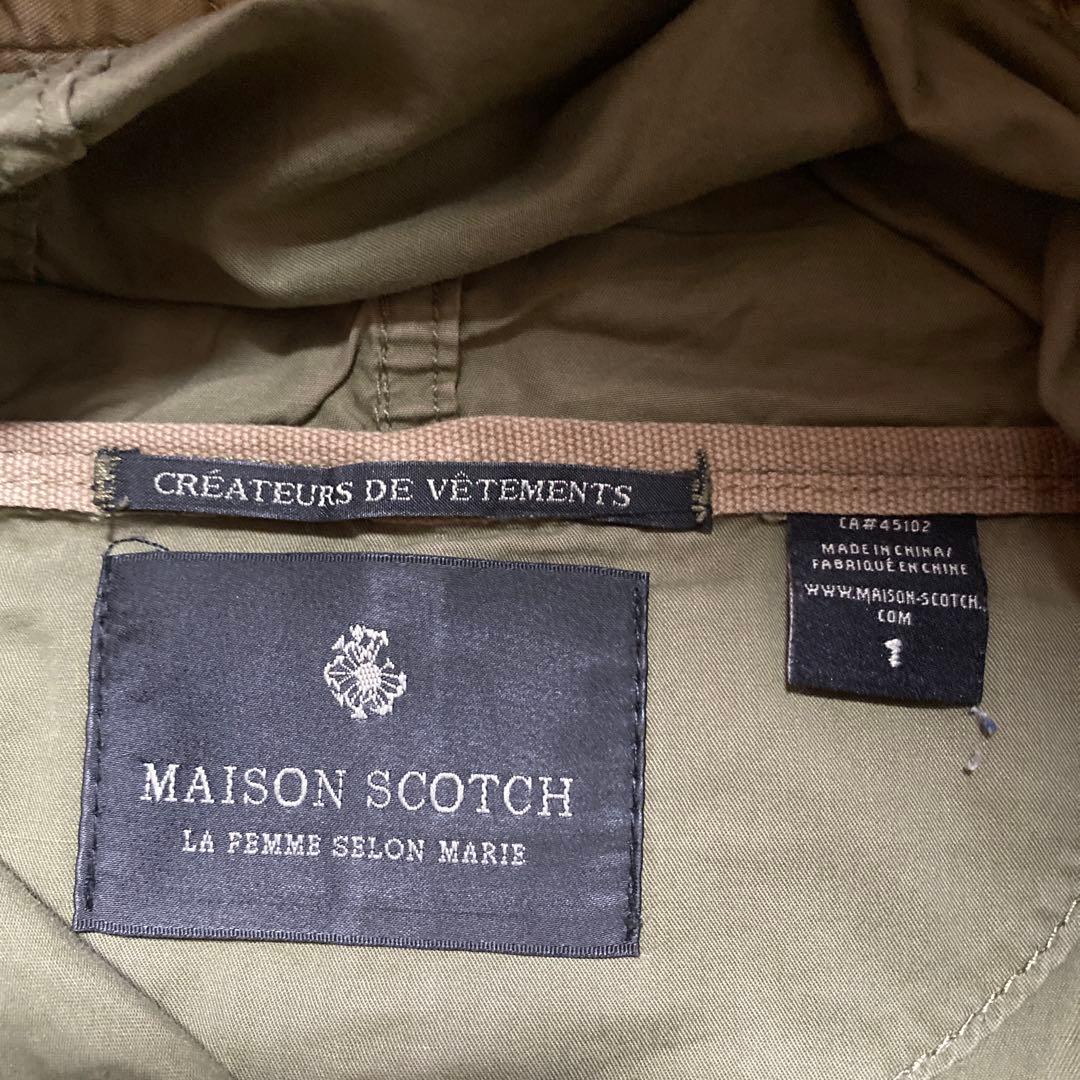 CRÉATEURS DE VÊTEMENTS
MAISON SCOTCH
LA FEMME SELON MARIE
CA#45102
MADE IN CHINA/
FABRIQUÉ EN CHINE
WWW.MAISON-SCOTCH.
COM
1